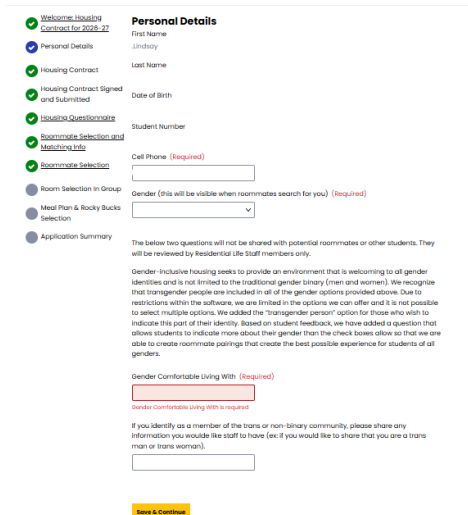 Welcome: Housing
Contract for 2026-27
Personal Details
Housing Contract
Housing Contract Signed
and Submitted
Housing Questionnaire
Roommate Selection and
Matching Info
Roommate Selection
Room Selection In Group
Meal Plan & Rocky Bucks
Selection
Application Summary
Personal Details
First Name
Lindsay
Last Name
Date of Birth
Student Number
Cell Phone (Required)
Gender (this will be visible when roommates search for you) (Required)
The below two questions will not be shared with potential roommates or other students. They
will be reviewed by Residential Life Staff members only.
Gender-inclusive housing seeks to provide an environment that is welcoming to all gender
identities and is not limited to the traditional gender binary (men and women). We recognize
that transgender people are included in all of the gender options provided above. Due to
restrictions within the software, we are limited in the options we can offer and it is not possible
to select multiple options. We added the "transgender person" option for those who wish to
indicate this part of their identity. Based on student feedback, we have added a question that
allows students to indicate more about their gender than the check boxes allow so that we are
able to create roommate pairings that create the best possible experience for students of all
genders.
Gender Comfortable Living With (Required)
Gender Comfortable Living With is required
If you identify as a member of the trans or non-binary community, please share any
information you woulde like staff to have (ex: if you would like to share that you are a trans
man or trans woman).
Save & Continue